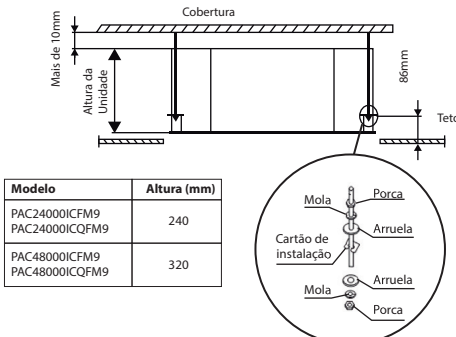 Cobertura
Mais de 10mm
Altura da
Unidade
86mm
Teto
Modelo Altura (mm)
PAC24000ICFM9
PAC24000ICQFM9
240
PAC48000ICFM9
PAC48000ICQFM9
320
Mola
Porca
Arruela
Cartão de
instalação
Arruela
Mola
Porca